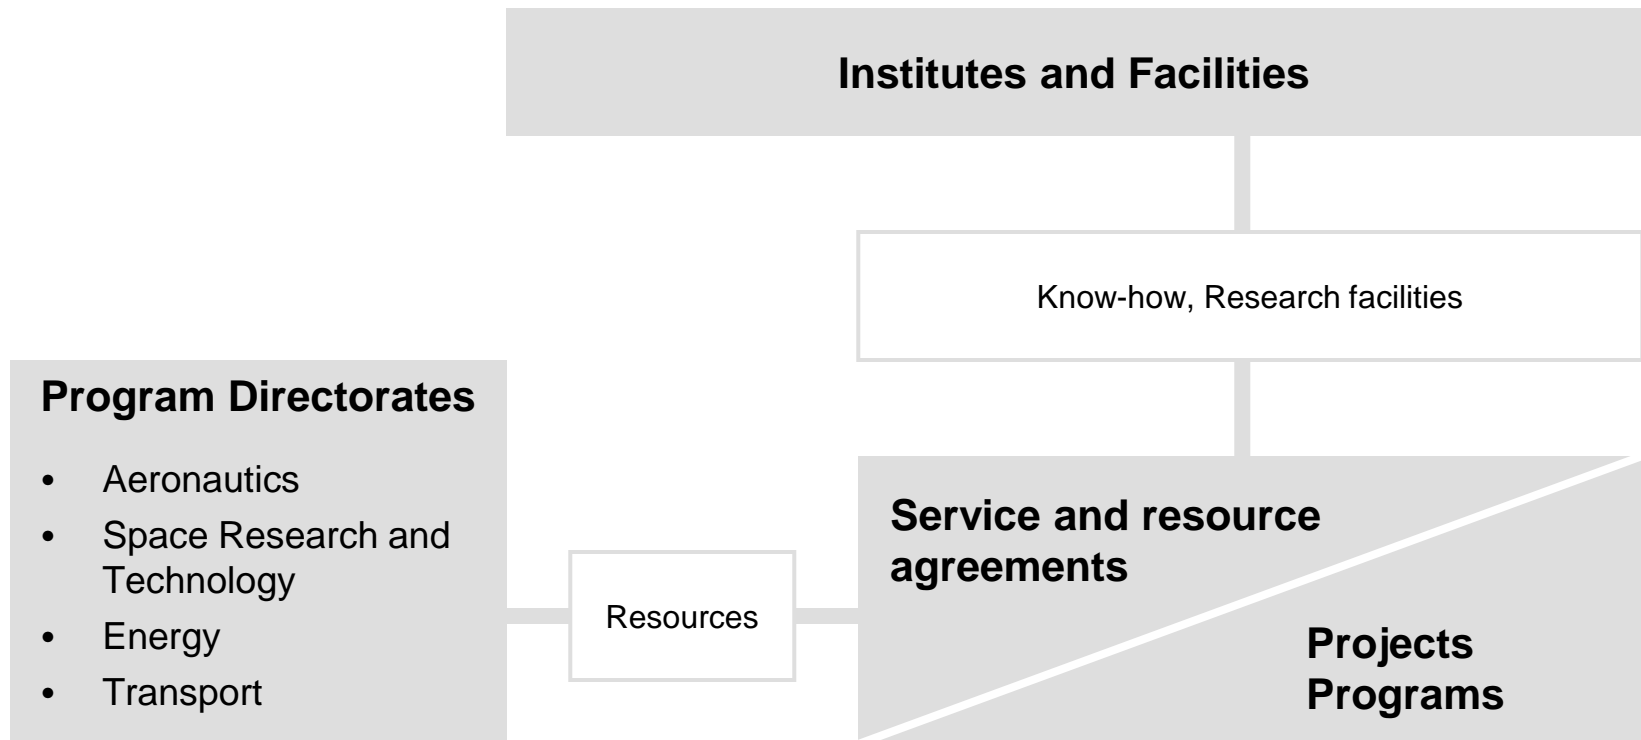 Institutes and Facilities
Know-how, Research facilities
Program Directorates
• Aeronautics
• Space Research and
Technology
• Energy
• Transport
Resources
Service and resource
agreements
Projects
Programs